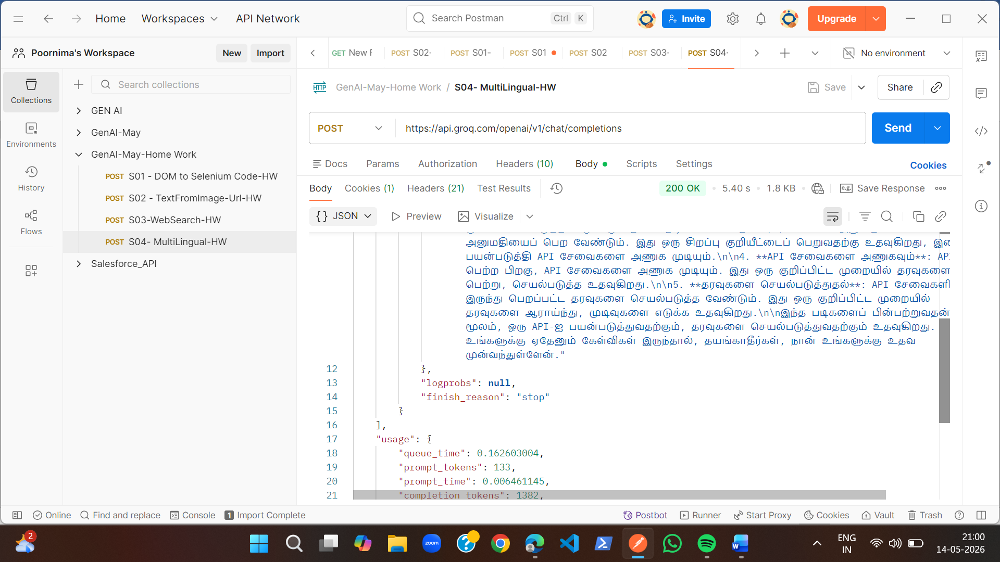 Home
Workspaces
API Network
Search Postman
Ctrl
K
Invite
Upgrade
Poornima's Workspace
New
Import
GET New
POST S02-
POST S01-
POST S01
POST S02
POST S03-
POST S04-
No environment
Collections
Environments
History
Flows
Search collections
GEN AI
GenAI-May
GenAI-May-Home Work
POST S01 - DOM to Selenium Code-HW
POST S02 - TextFromImage-Url-HW
POST S03-WebSearch-HW
POST S04- MultiLingual-HW
Salesforce_API
HTTP
GenAI-May-Home Work / S04- MultiLingual-HW
Save
Share
POST
https://api.groq.com/openai/v1/chat/completions
Send
Docs
Params
Authorization
Headers (10)
Body
Scripts
Settings
Cookies
Body
Cookies (1)
Headers (21)
Test Results
200 OK
5.40 s
1.8 KB
e.g.
Save Response
{} JSON
Preview
Visualize
அனுமதியைப் பெற வேண்டும். இது ஒரு சிறப்பு குறியீட்டைப் பெறுவதற்கு உதவுகிறது,
பயன்படுத்தி API சேவைகளை அணுக முடியும்.\n\n4. **API சேவைகளை அணுகவும்**: API
பெற்ற பிறகு, API சேவைகளை அணுக முடியும். இது ஒரு குறிப்பிட்ட முறையில் தரவுகளை
பெற்று, செயல்படுத்த உதவுகிறது.\n\n5. **தரவுகளை செயல்படுத்துதல்**: API சேவைகளி
இருந்து பெறப்பட்ட தரவுகளை செயல்படுத்த வேண்டும். இது ஒரு குறிப்பிட்ட முறையில்
தரவுகளை ஆராய்ந்து, முடிவுகளை எடுக்க உதவுகிறது.\n\nஇந்த படிகளைப் பின்பற்றுவதன்
மூலம், ஒரு API-ஐ பயன்படுத்துவதற்கும், தரவுகளை செயல்படுத்துவதற்கும் உதவுகிறது.
உங்களுக்கு ஏதேனும் கேள்விகள் இருந்தால், தயங்காதீர்கள், நான் உங்களுக்கு உதவ
முன்வந்துள்ளேன்."
12 },
13 "logprobs": null,
14 "finish_reason": "stop"
15 }
16 ],
17 "usage": {
18 "queue_time": 0.162603004,
19 "prompt_tokens": 133,
20 "prompt_time": 0.006461145,
21 "completion_tokens": 1382,
Online
Find and replace
Console
1 Import Complete
Postbot
Runner
Start Proxy
Cookies
Vault
Trash
2
zoom
ENG
IN
21:00
14-05-2026